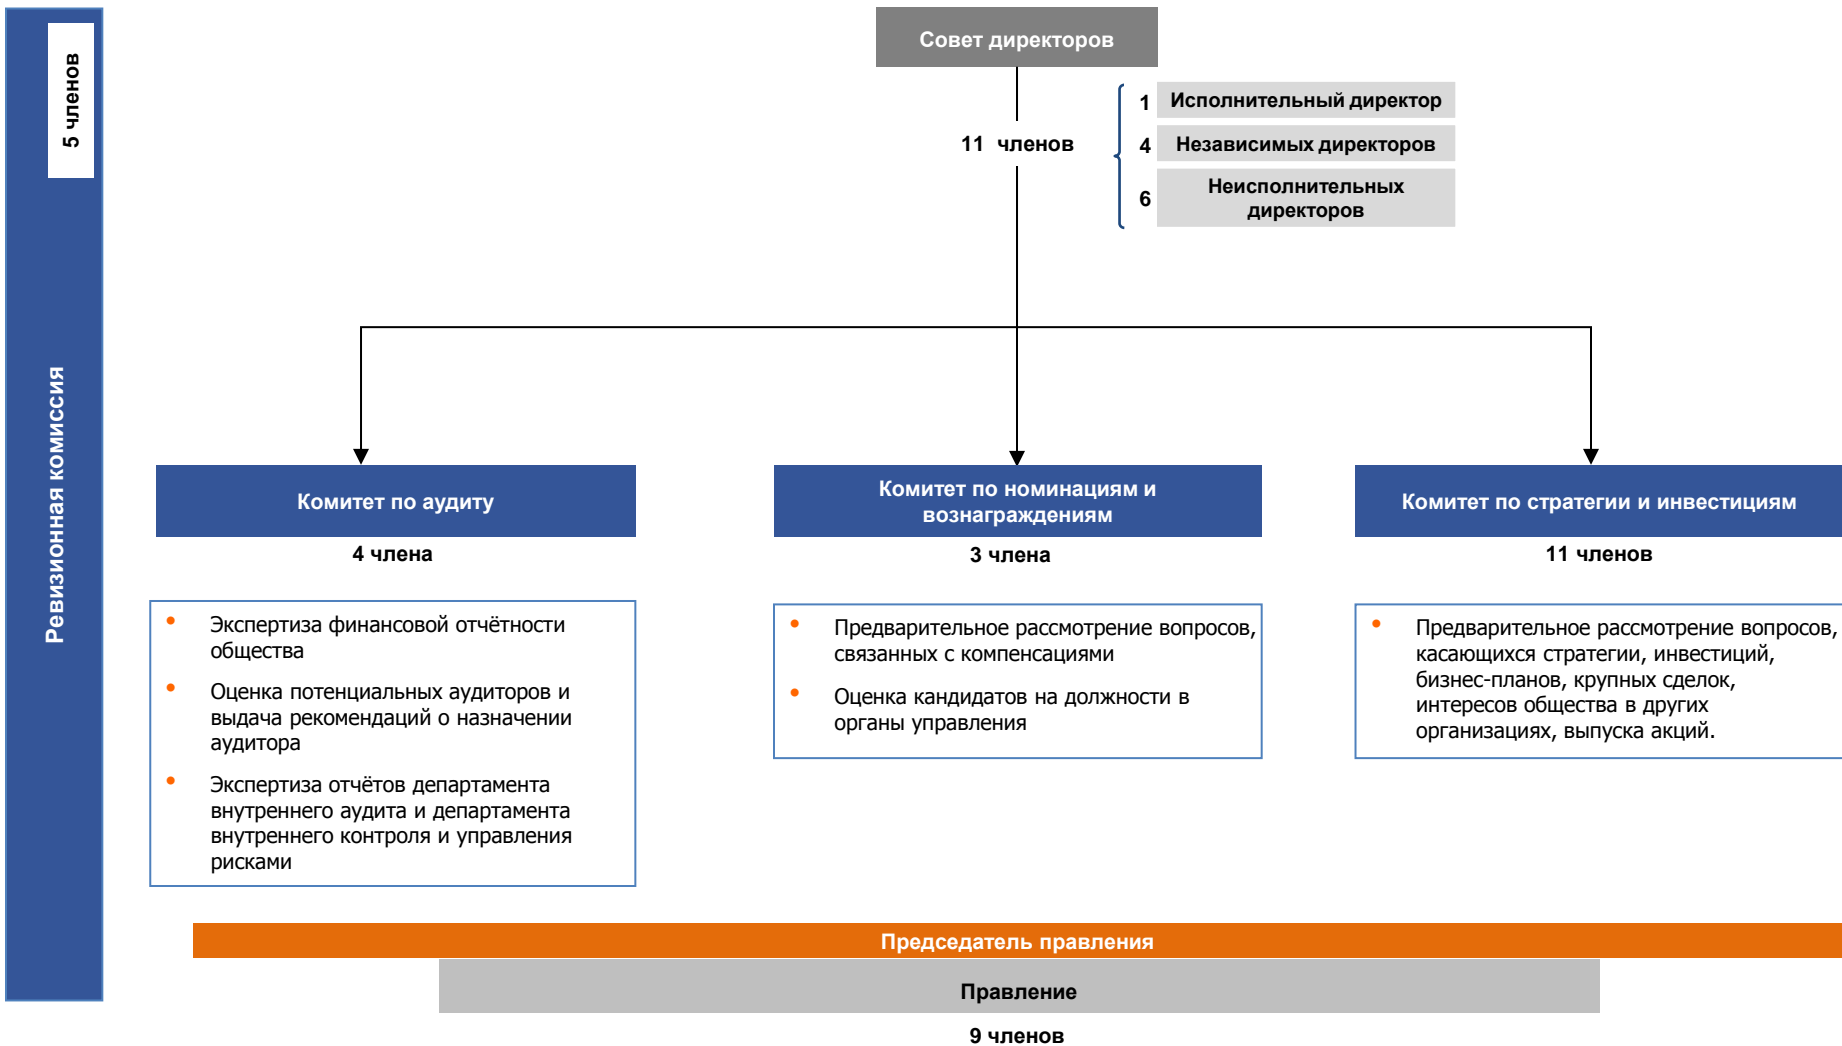 5 членов
Ревизионная комиссия
Совет директоров
11 членов
1 Исполнительный директор
4 Независимых директоров
6 Неисполнительных
директоров
Комитет по аудиту
4 члена
• Экспертиза финансовой отчётности
общества
• Оценка потенциальных аудиторов и
выдача рекомендаций о назначении
аудитора
• Экспертиза отчётов департамента
внутреннего аудита и департамента
внутреннего контроля и управления
рисками
Комитет по номинациям и
вознаграждениям
3 члена
• Предварительное рассмотрение вопросов,
связанных с компенсациями
• Оценка кандидатов на должности в
органы управления
Комитет по стратегии и инвестициям
11 членов
• Предварительное рассмотрение вопросов,
касающихся стратегии, инвестиций,
бизнес-планов, крупных сделок,
интересов общества в других
организациях, выпуска акций.
Председатель правления
Правление
9 членов